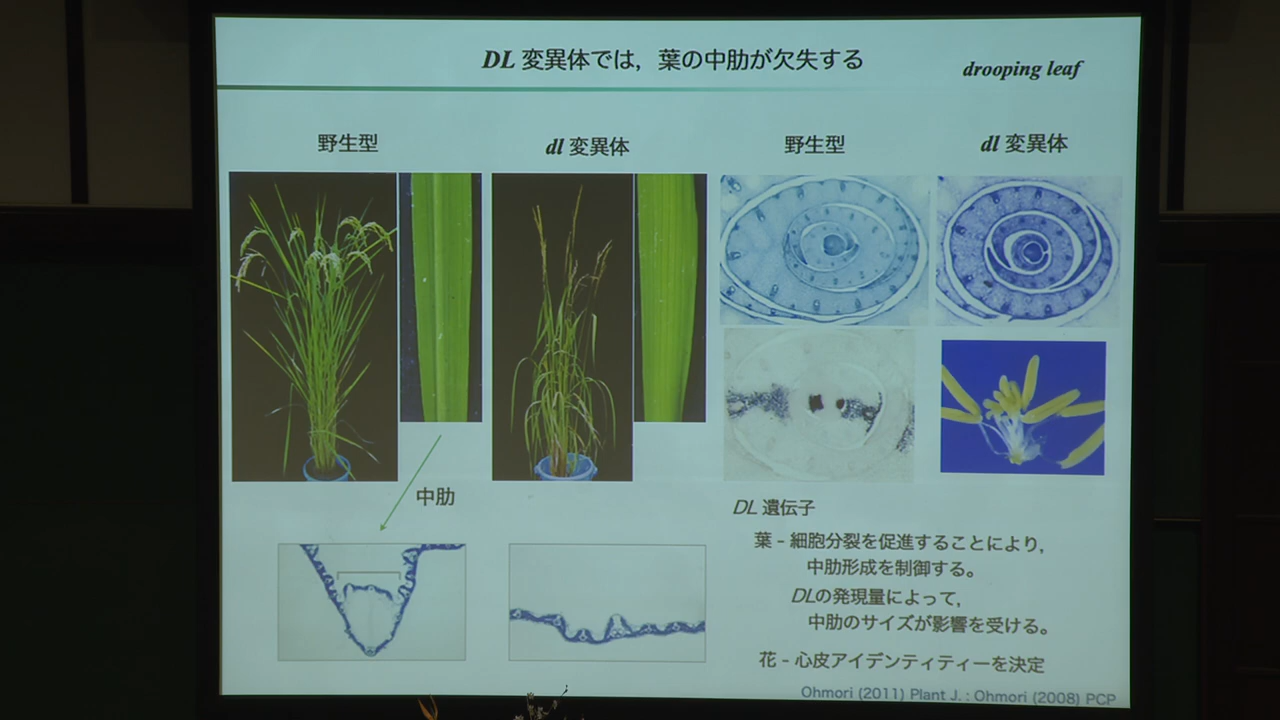 DL 変異体では，葉の中肋が欠失する
drooping leaf
野生型
dl 変異体
野生型
dl 変異体
中肋
DL 遺伝子
葉 - 細胞分裂を促進することにより，
中肋形成を制御する。
DLの発現量によって，
中肋のサイズが影響を受ける。
花 - 心皮アイデンティティーを決定
Ohmori (2011) Plant J. : Ohmori (2008) PCP